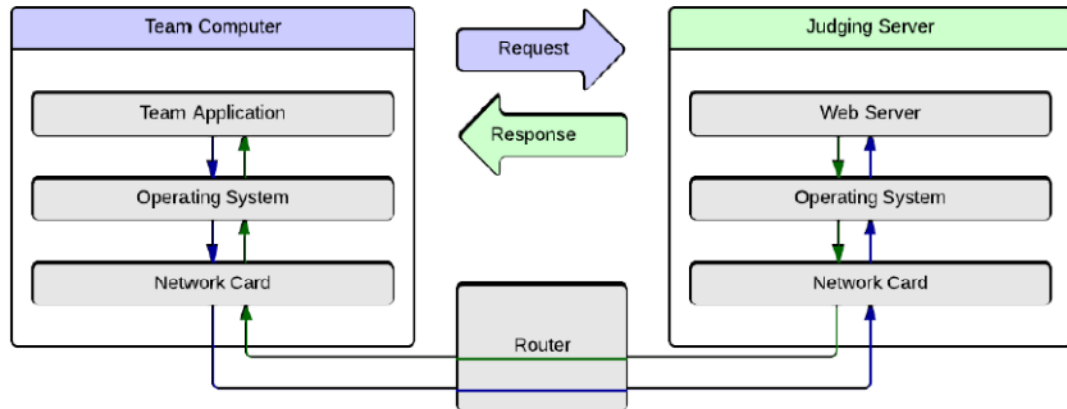 Team Computer
Request
Judging Server
Team Application
Response
Web Server
Operating System
Operating System
Network Card
Network Card
Router